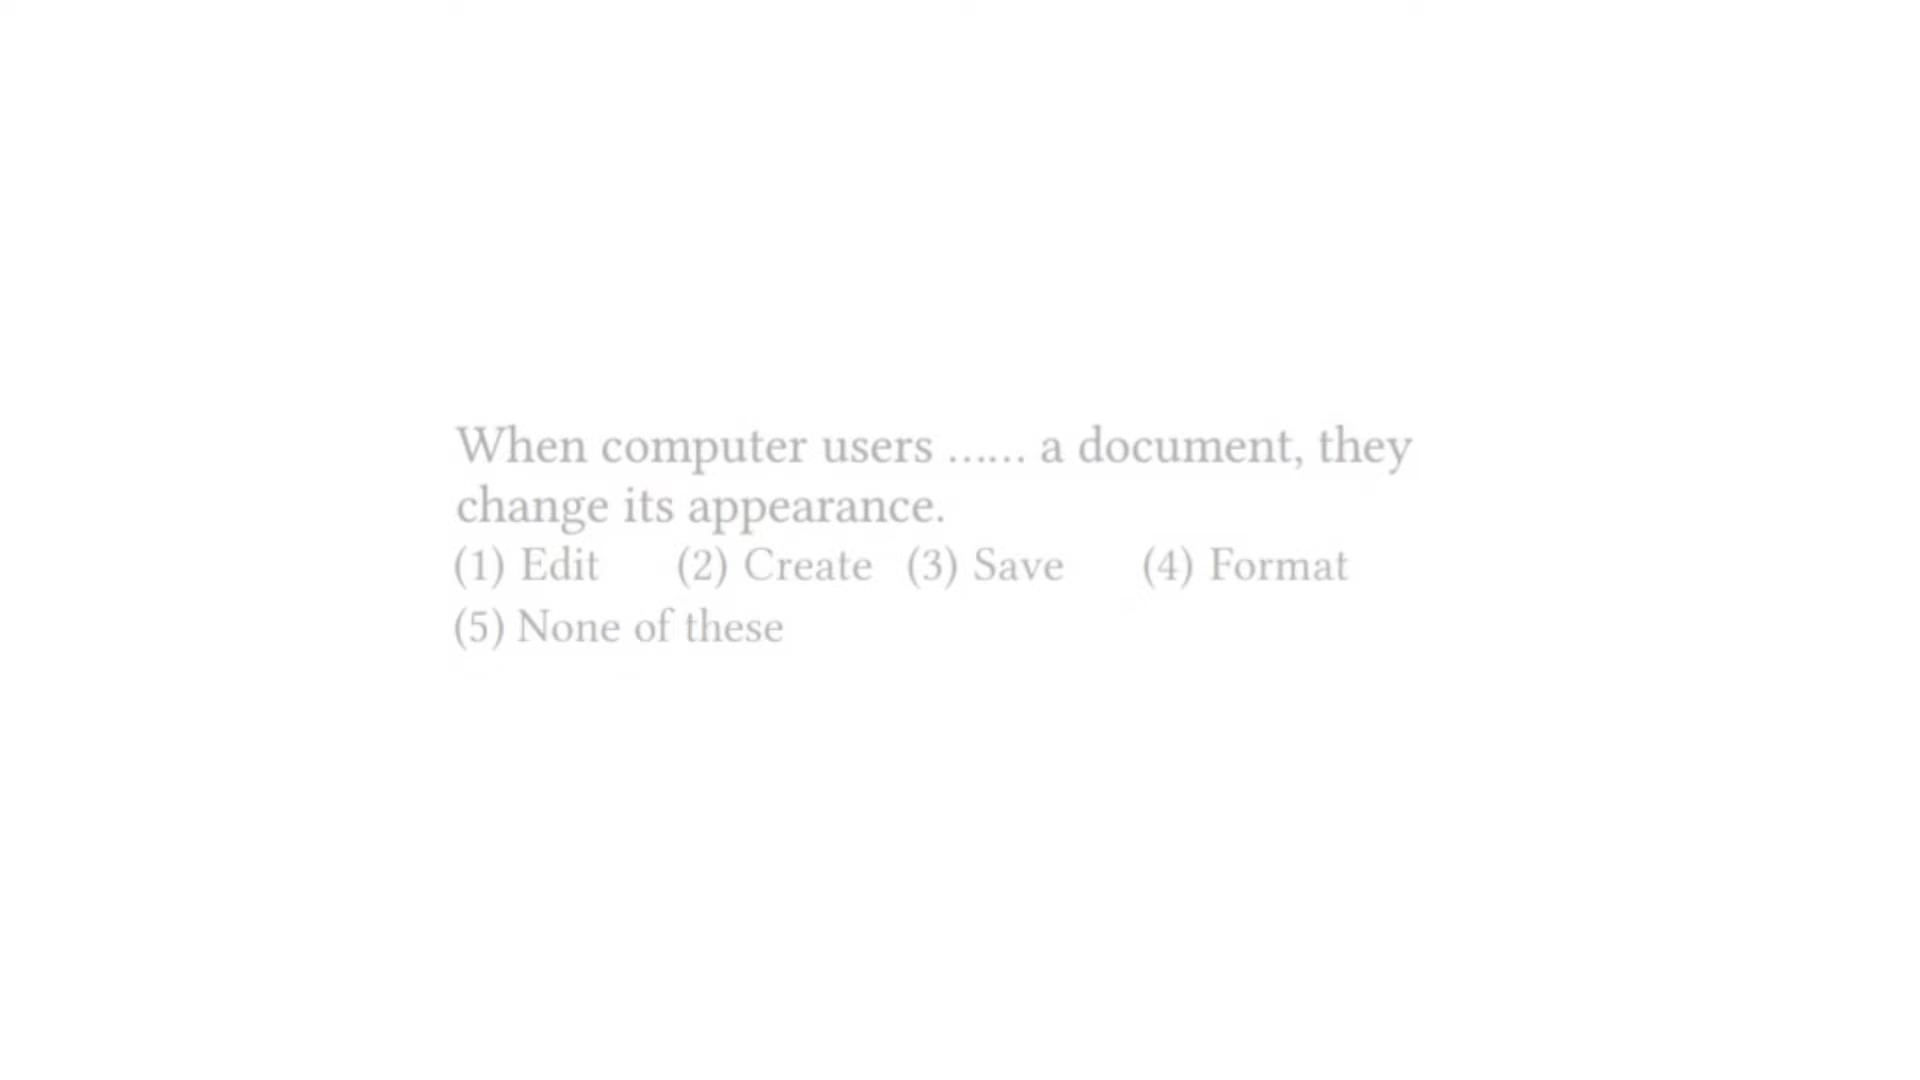 When computer users ...... a document, they
change its appearance.
(1) Edit (2) Create (3) Save (4) Format
(5) None of these